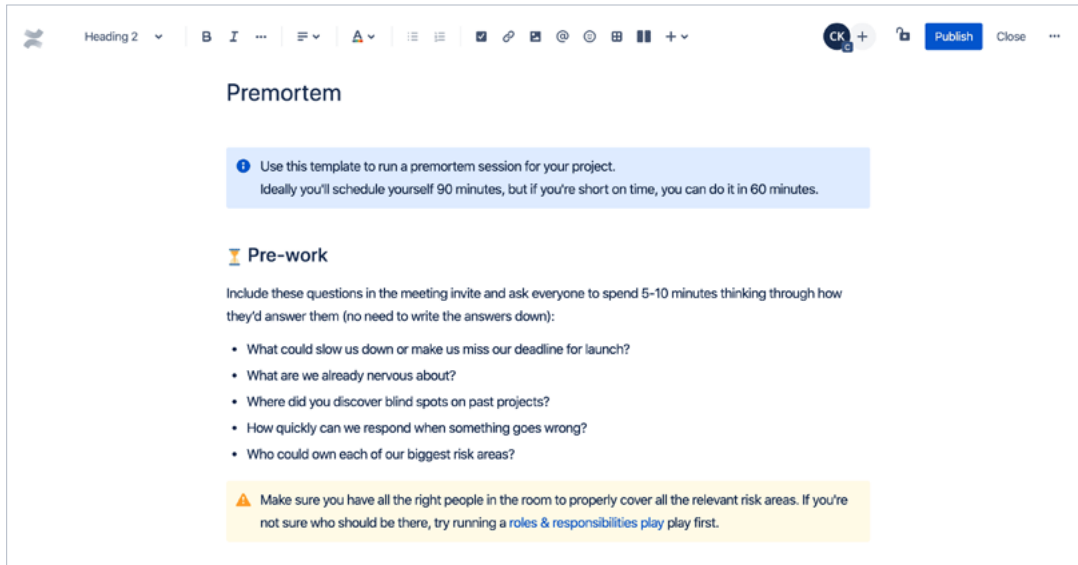 Heading 2
B I
A
@
CK
C
Publish
Close
Premortem
Use this template to run a premortem session for your project.
Ideally you'll schedule yourself 90 minutes, but if you're short on time, you can do it in 60 minutes.
Pre-work
Include these questions in the meeting invite and ask everyone to spend 5-10 minutes thinking through how
they'd answer them (no need to write the answers down):
• What could slow us down or make us miss our deadline for launch?
• What are we already nervous about?
• Where did you discover blind spots on past projects?
• How quickly can we respond when something goes wrong?
• Who could own each of our biggest risk areas?
Make sure you have all the right people in the room to properly cover all the relevant risk areas. If you're
not sure who should be there, try running a roles & responsibilities play play first.